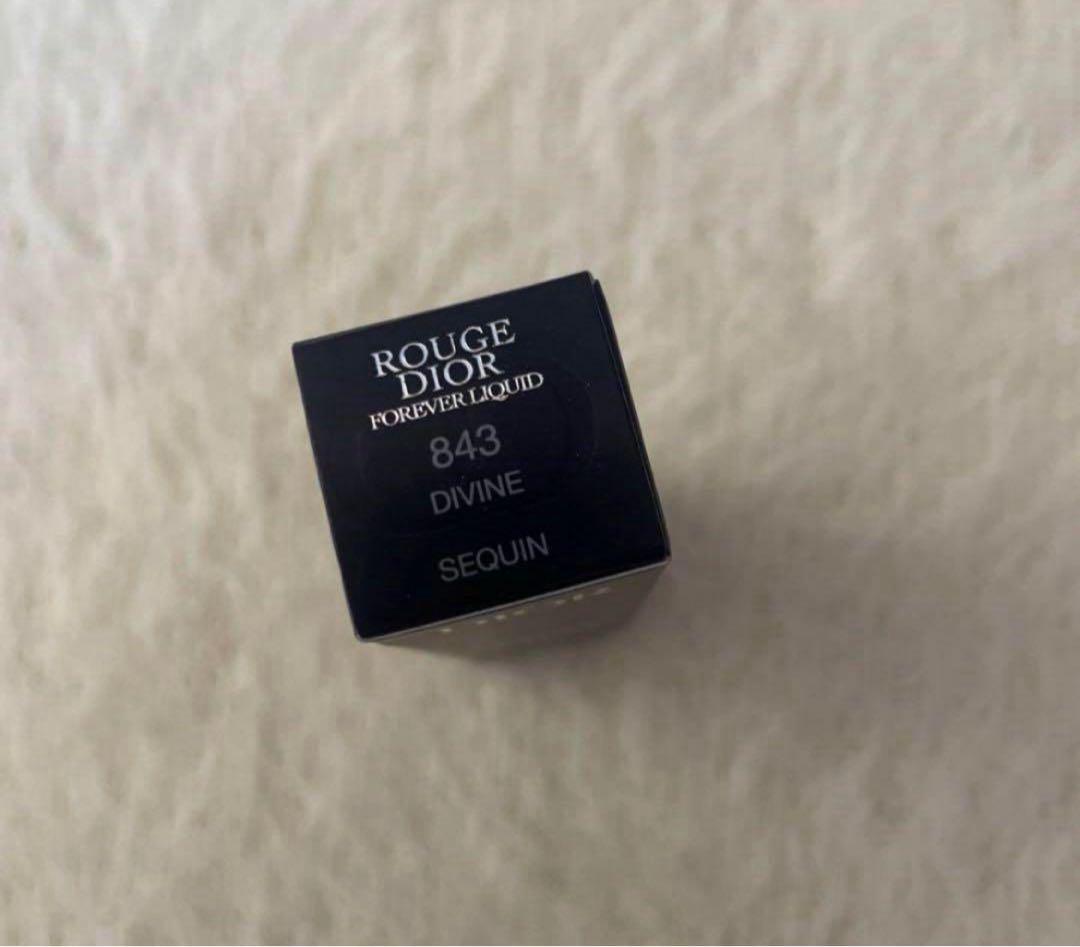 ROUGE
DIOR
FOREVER LIQUID
843
DIVINE
SEQUIN